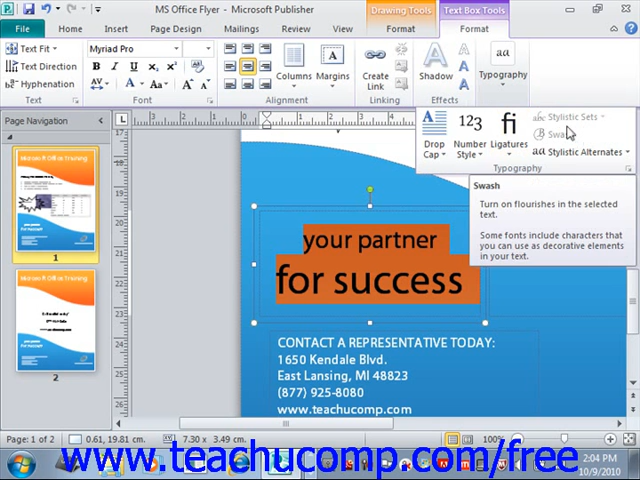 MS Office Flyer - Microsoft Publisher
Drawing Tools
Text Box Tools
File
Home
Insert
Page Design
Mailings
Review
View
Format
Format
Text Fit
Text Direction
Hyphenation
Text
Myriad Pro
B I U
Font
Alignment
Columns
Margins
Create
Link
Linking
Shadow
Effects
Typography
Drop
Cap
Number
Style
Ligatures
Stylistic Sets
Stylistic Alternates
Typography
Swash
Turn on flourishes in the selected
text.
Some fonts include characters that
you can use as decorative elements
in your text.
Page Navigation
1
2
your partner
for success
CONTACT A REPRESENTATIVE TODAY:
1650 Kendale Blvd.
East Lansing, MI 48823
(877) 925-8080
www.teachucomp.com
Page: 1 of 2
0.61, 19.81 cm.
7.30 x 3.49 cm.
100%
www.teachucomp.com/free
2:04 PM
10/9/2010